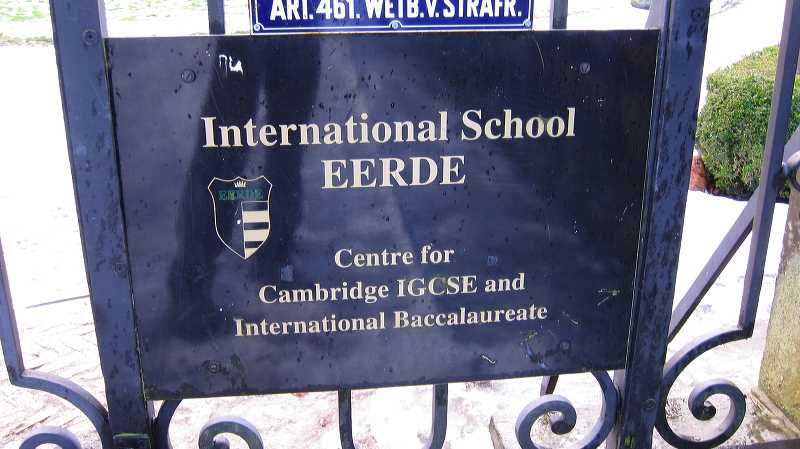 ART. 461. WETB. V. STRAFR.
International School
EERDE
EERDE
Centre for
Cambridge IGCSE and
International Baccalaureate